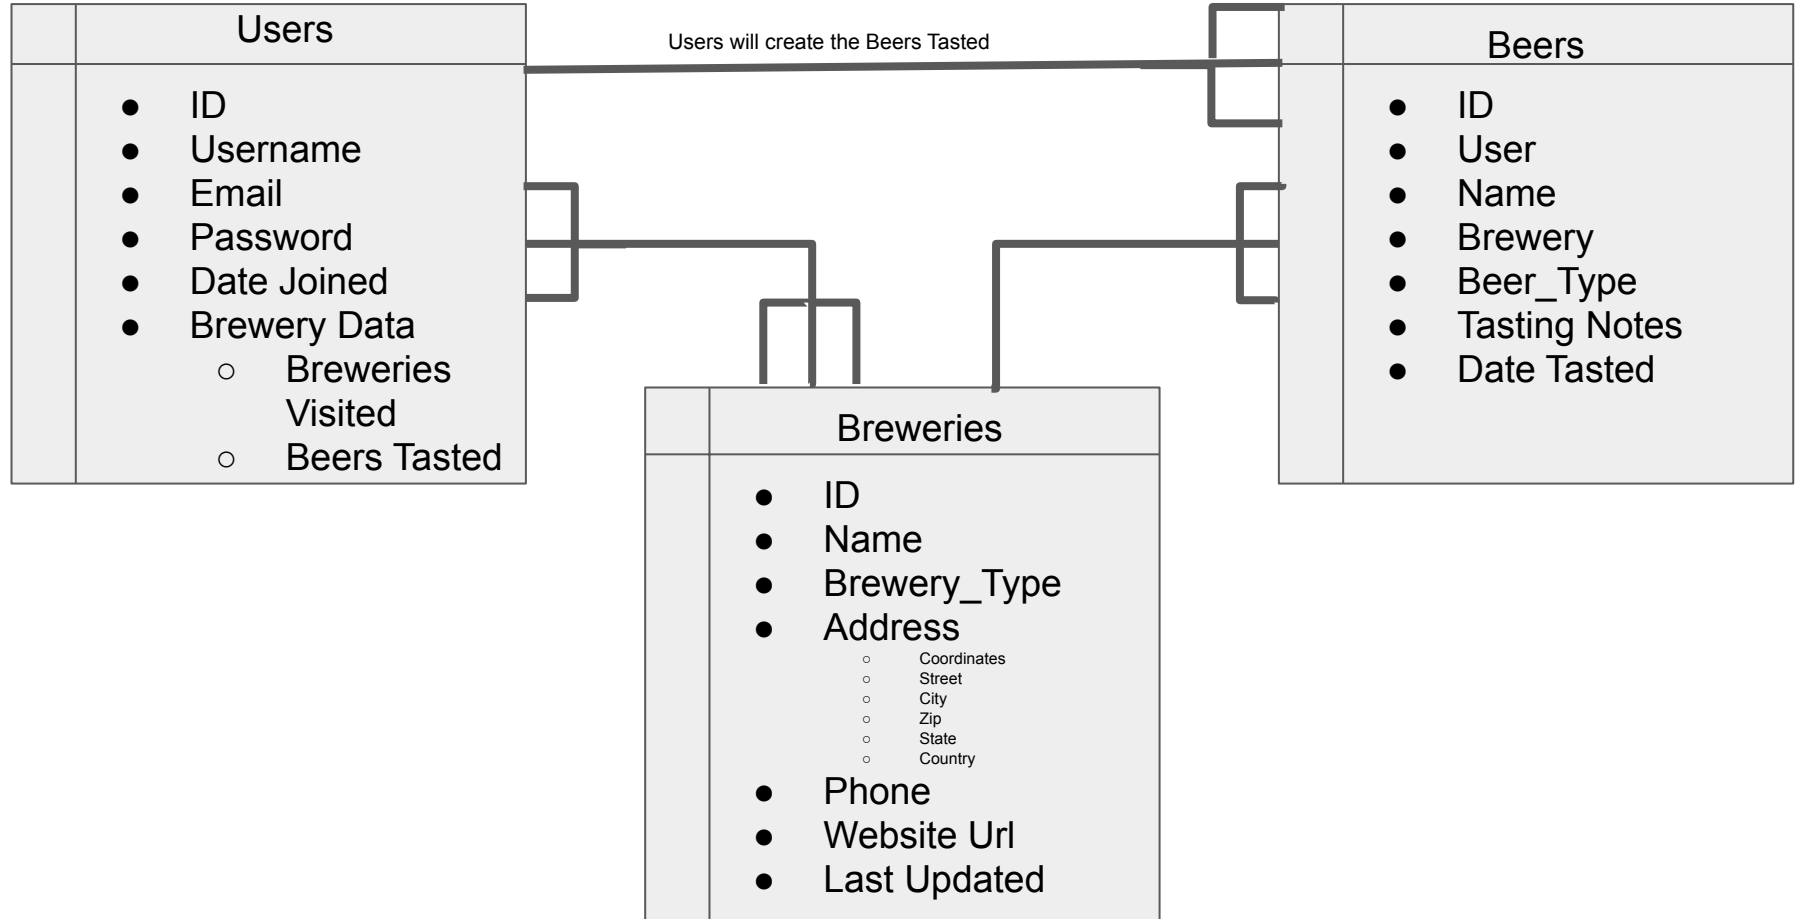 Users
● ID
● Username
● Email
● Password
● Date Joined
● Brewery Data
○ Breweries
Visited
○ Beers Tasted
Users will create the Beers Tasted
Beers
● ID
● User
● Name
● Brewery
● Beer_Type
● Tasting Notes
● Date Tasted
Breweries
● ID
● Name
● Brewery_Type
● Address
○ Coordinates
○ Street
○ City
○ Zip
○ State
○ Country
● Phone
● Website Url
● Last Updated